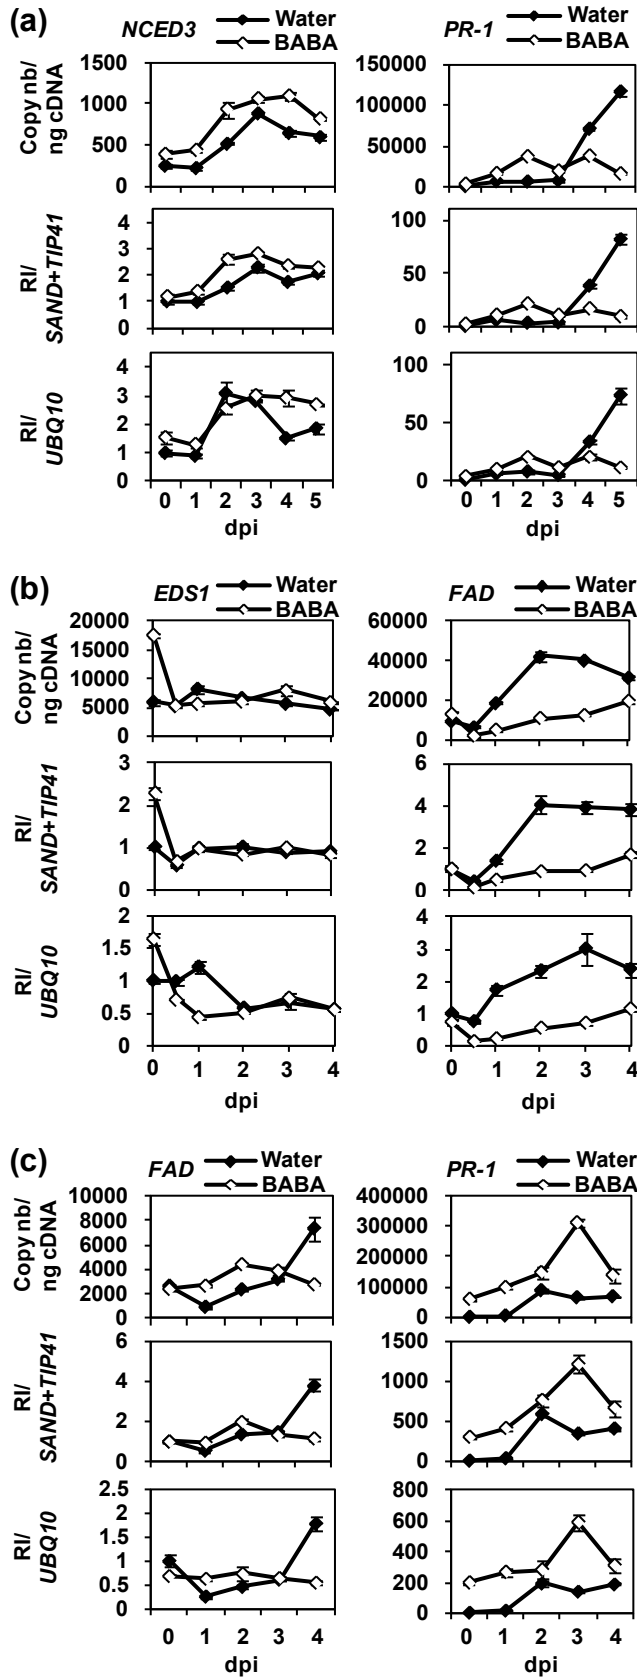 (a)
NCED3
Water
BABA
PR-1
Water
BABA
Copy nb/
ng cDNA
1500
1000
500
0
150000
100000
50000
0
RI/
SAND+TIP41
4
3
2
1
0
100
50
0
RI/
UBQ10
4
3
2
1
0
100
50
0
0 1 2 3 4 5
dpi
0 1 2 3 4 5
dpi
(b)
EDS1
Water
BABA
FAD
Water
BABA
Copy nb/
ng cDNA
20000
15000
10000
5000
0
60000
40000
20000
0
RI/
SAND+TIP41
3
2
1
0
6
4
2
0
RI/
UBQ10
2
1.5
1
0.5
0
4
3
2
1
0
0 1 2 3 4
dpi
0 1 2 3 4
dpi
(c)
FAD
Water
BABA
PR-1
Water
BABA
Copy nb/
ng cDNA
10000
8000
6000
4000
2000
0
400000
300000
200000
100000
0
RI/
SAND+TIP41
6
4
2
0
1500
1000
500
0
RI/
UBQ10
2.5
2
1.5
1
0.5
0
800
600
400
200
0
0 1 2 3 4
dpi
0 1 2 3 4
dpi